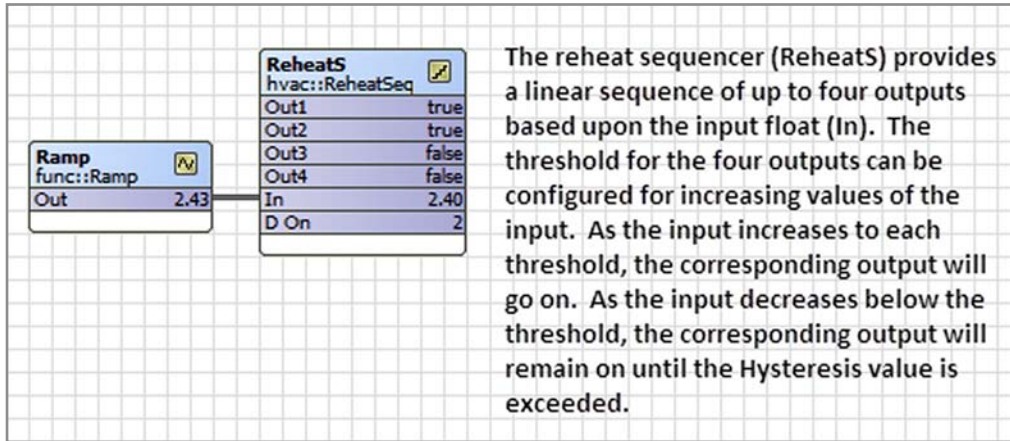 Ramp
func::Ramp
Out 2.43
ReheatS
hvac::ReheatSeq
Out1 true
Out2 true
Out3 false
Out4 false
In 2.40
D On 2
The reheat sequencer (ReheatS) provides
a linear sequence of up to four outputs
based upon the input float (In).  The
threshold for the four outputs can be
configured for increasing values of the
input.  As the input increases to each
threshold, the corresponding output will
go on.  As the input decreases below the
threshold, the corresponding output will
remain on until the Hysteresis value is
exceeded.